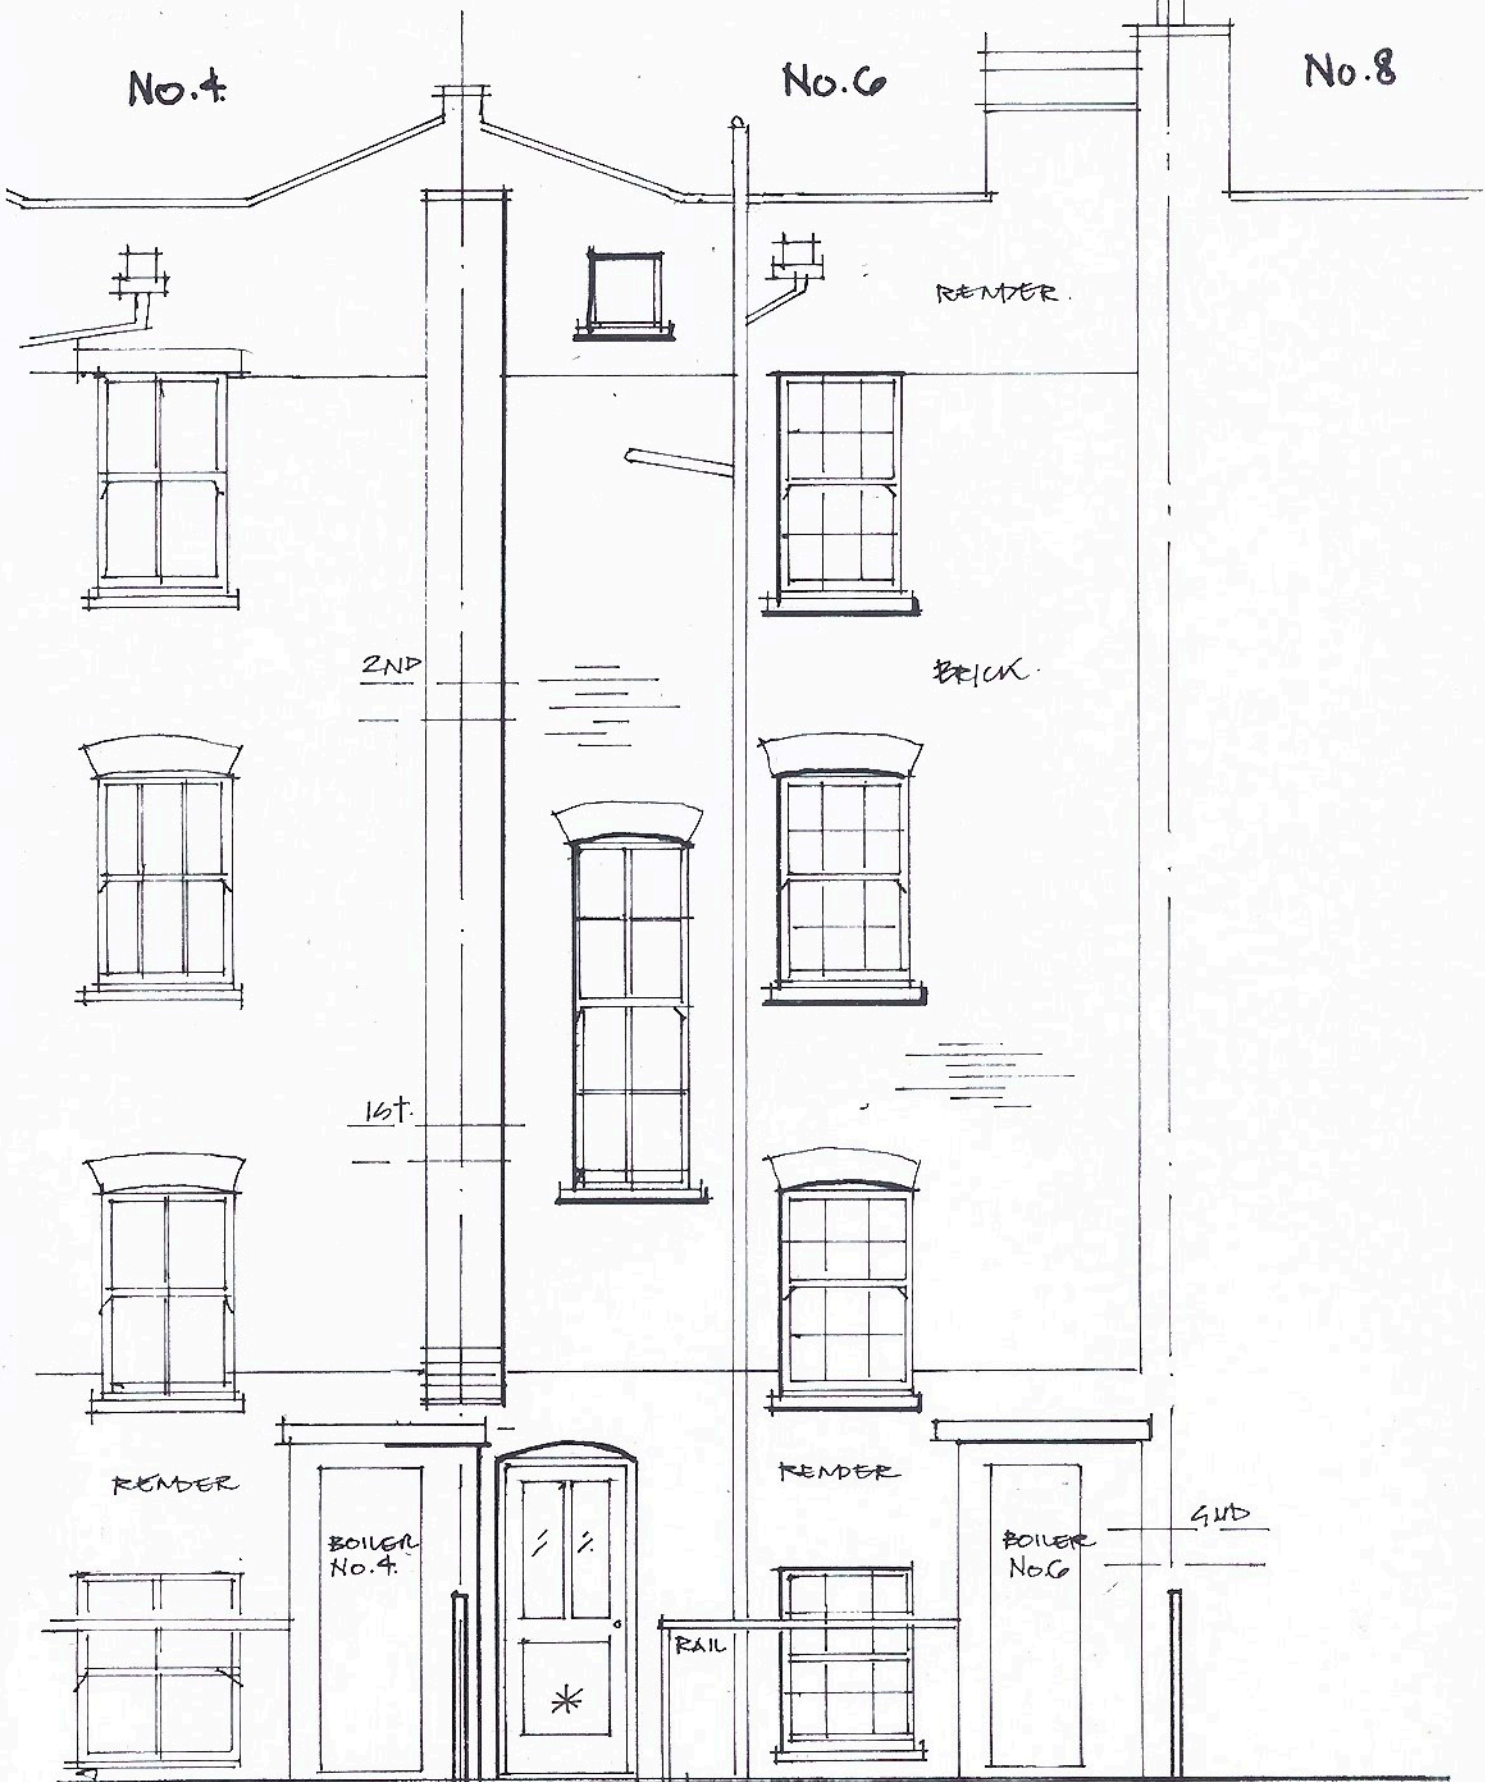 No.4
No.6
No.8
RENDER.
2ND
BRICK.
1st.
RENDER
RENDER
BOILER
No.4.
BOILER
No.6
GND
RAIL